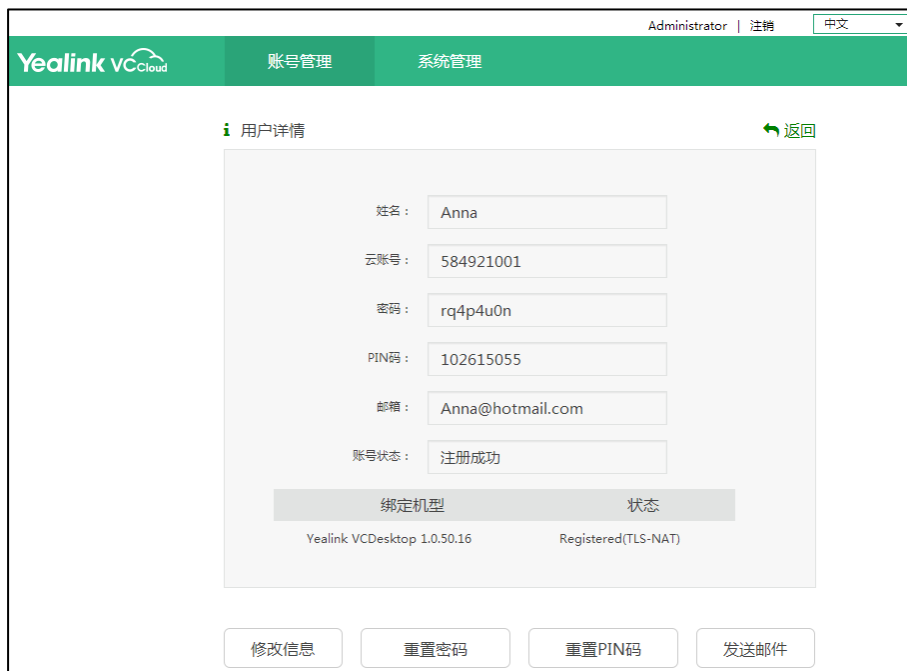 Administrator | 注销 中文
Yealink VCCloud 账号管理 系统管理
用户详情 返回
姓名： Anna
云账号： 584921001
密码： rq4p4u0n
PIN码： 102615055
邮箱： Anna@hotmail.com
账号状态： 注册成功
绑定机型 状态
Yealink VCDesktop 1.0.50.16 Registered(TLS-NAT)
修改信息 重置密码 重置PIN码 发送邮件